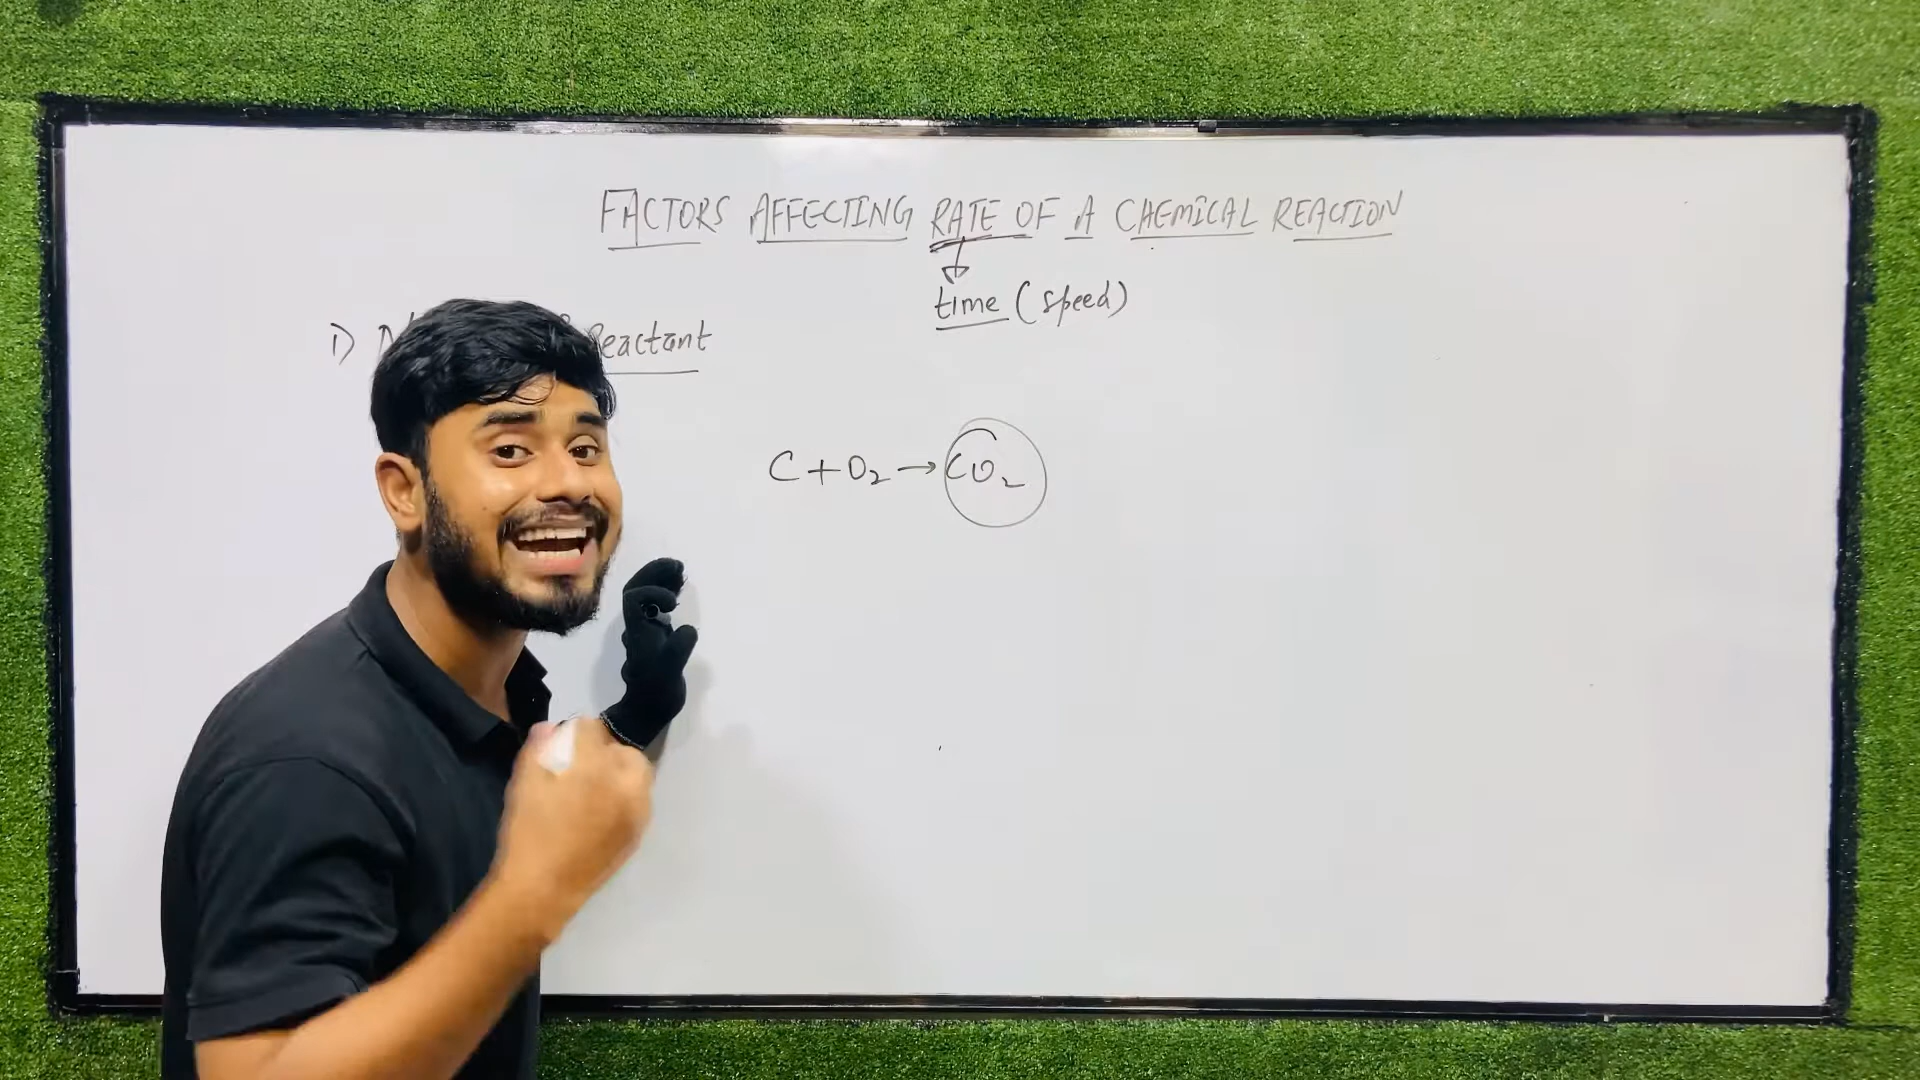 FACTORS AFFECTING RATE OF A CHEMICAL REACTION
time (speed)
1) Reactant
C + O₂ → CO₂